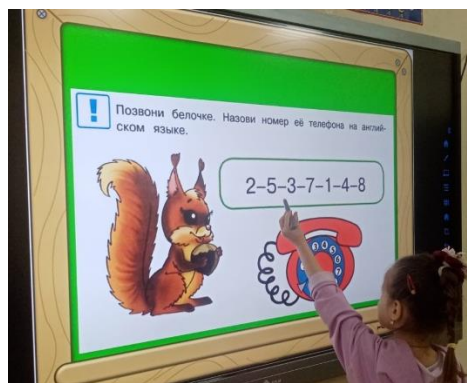 !
Позвони белочке. Назови номер её телефона на англий-
ском языке.
2–5–3–7–1–4–8